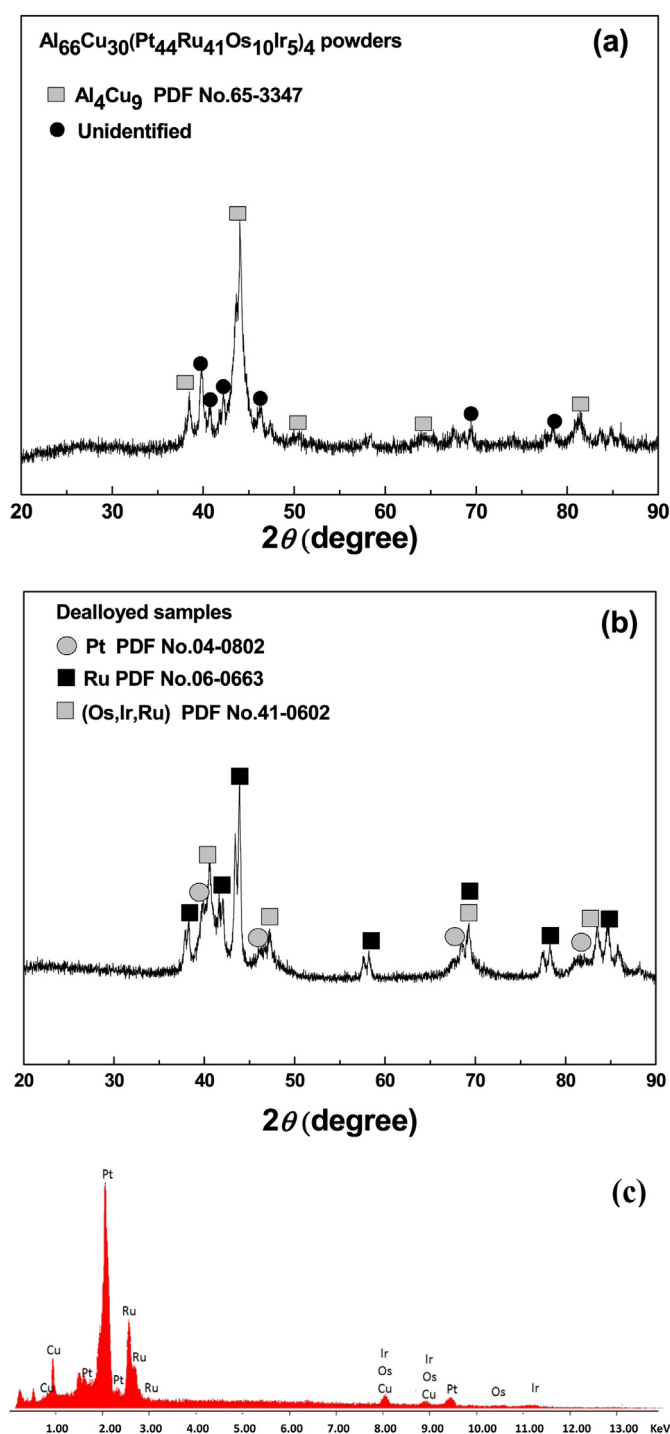 Al66Cu30(Pt44Ru41Os10Ir5)4 powders
(a)
Al4Cu9 PDF No.65-3347
Unidentified
20 30 40 50 60 70 80 90
2θ (degree)
Dealloyed samples
(b)
Pt PDF No.04-0802
Ru PDF No.06-0663
(Os,Ir,Ru) PDF No.41-0602
20 30 40 50 60 70 80 90
2θ (degree)
(c)
Pt
Ru
Cu
Ru
Ir
Os
Cu
Ir
Os
Cu
Cu
Pt
Pt
Ru
Pt
Os
Ir
1.00 2.00 3.00 4.00 5.00 6.00 7.00 8.00 9.00 10.00 11.00 12.00 13.00 KeV